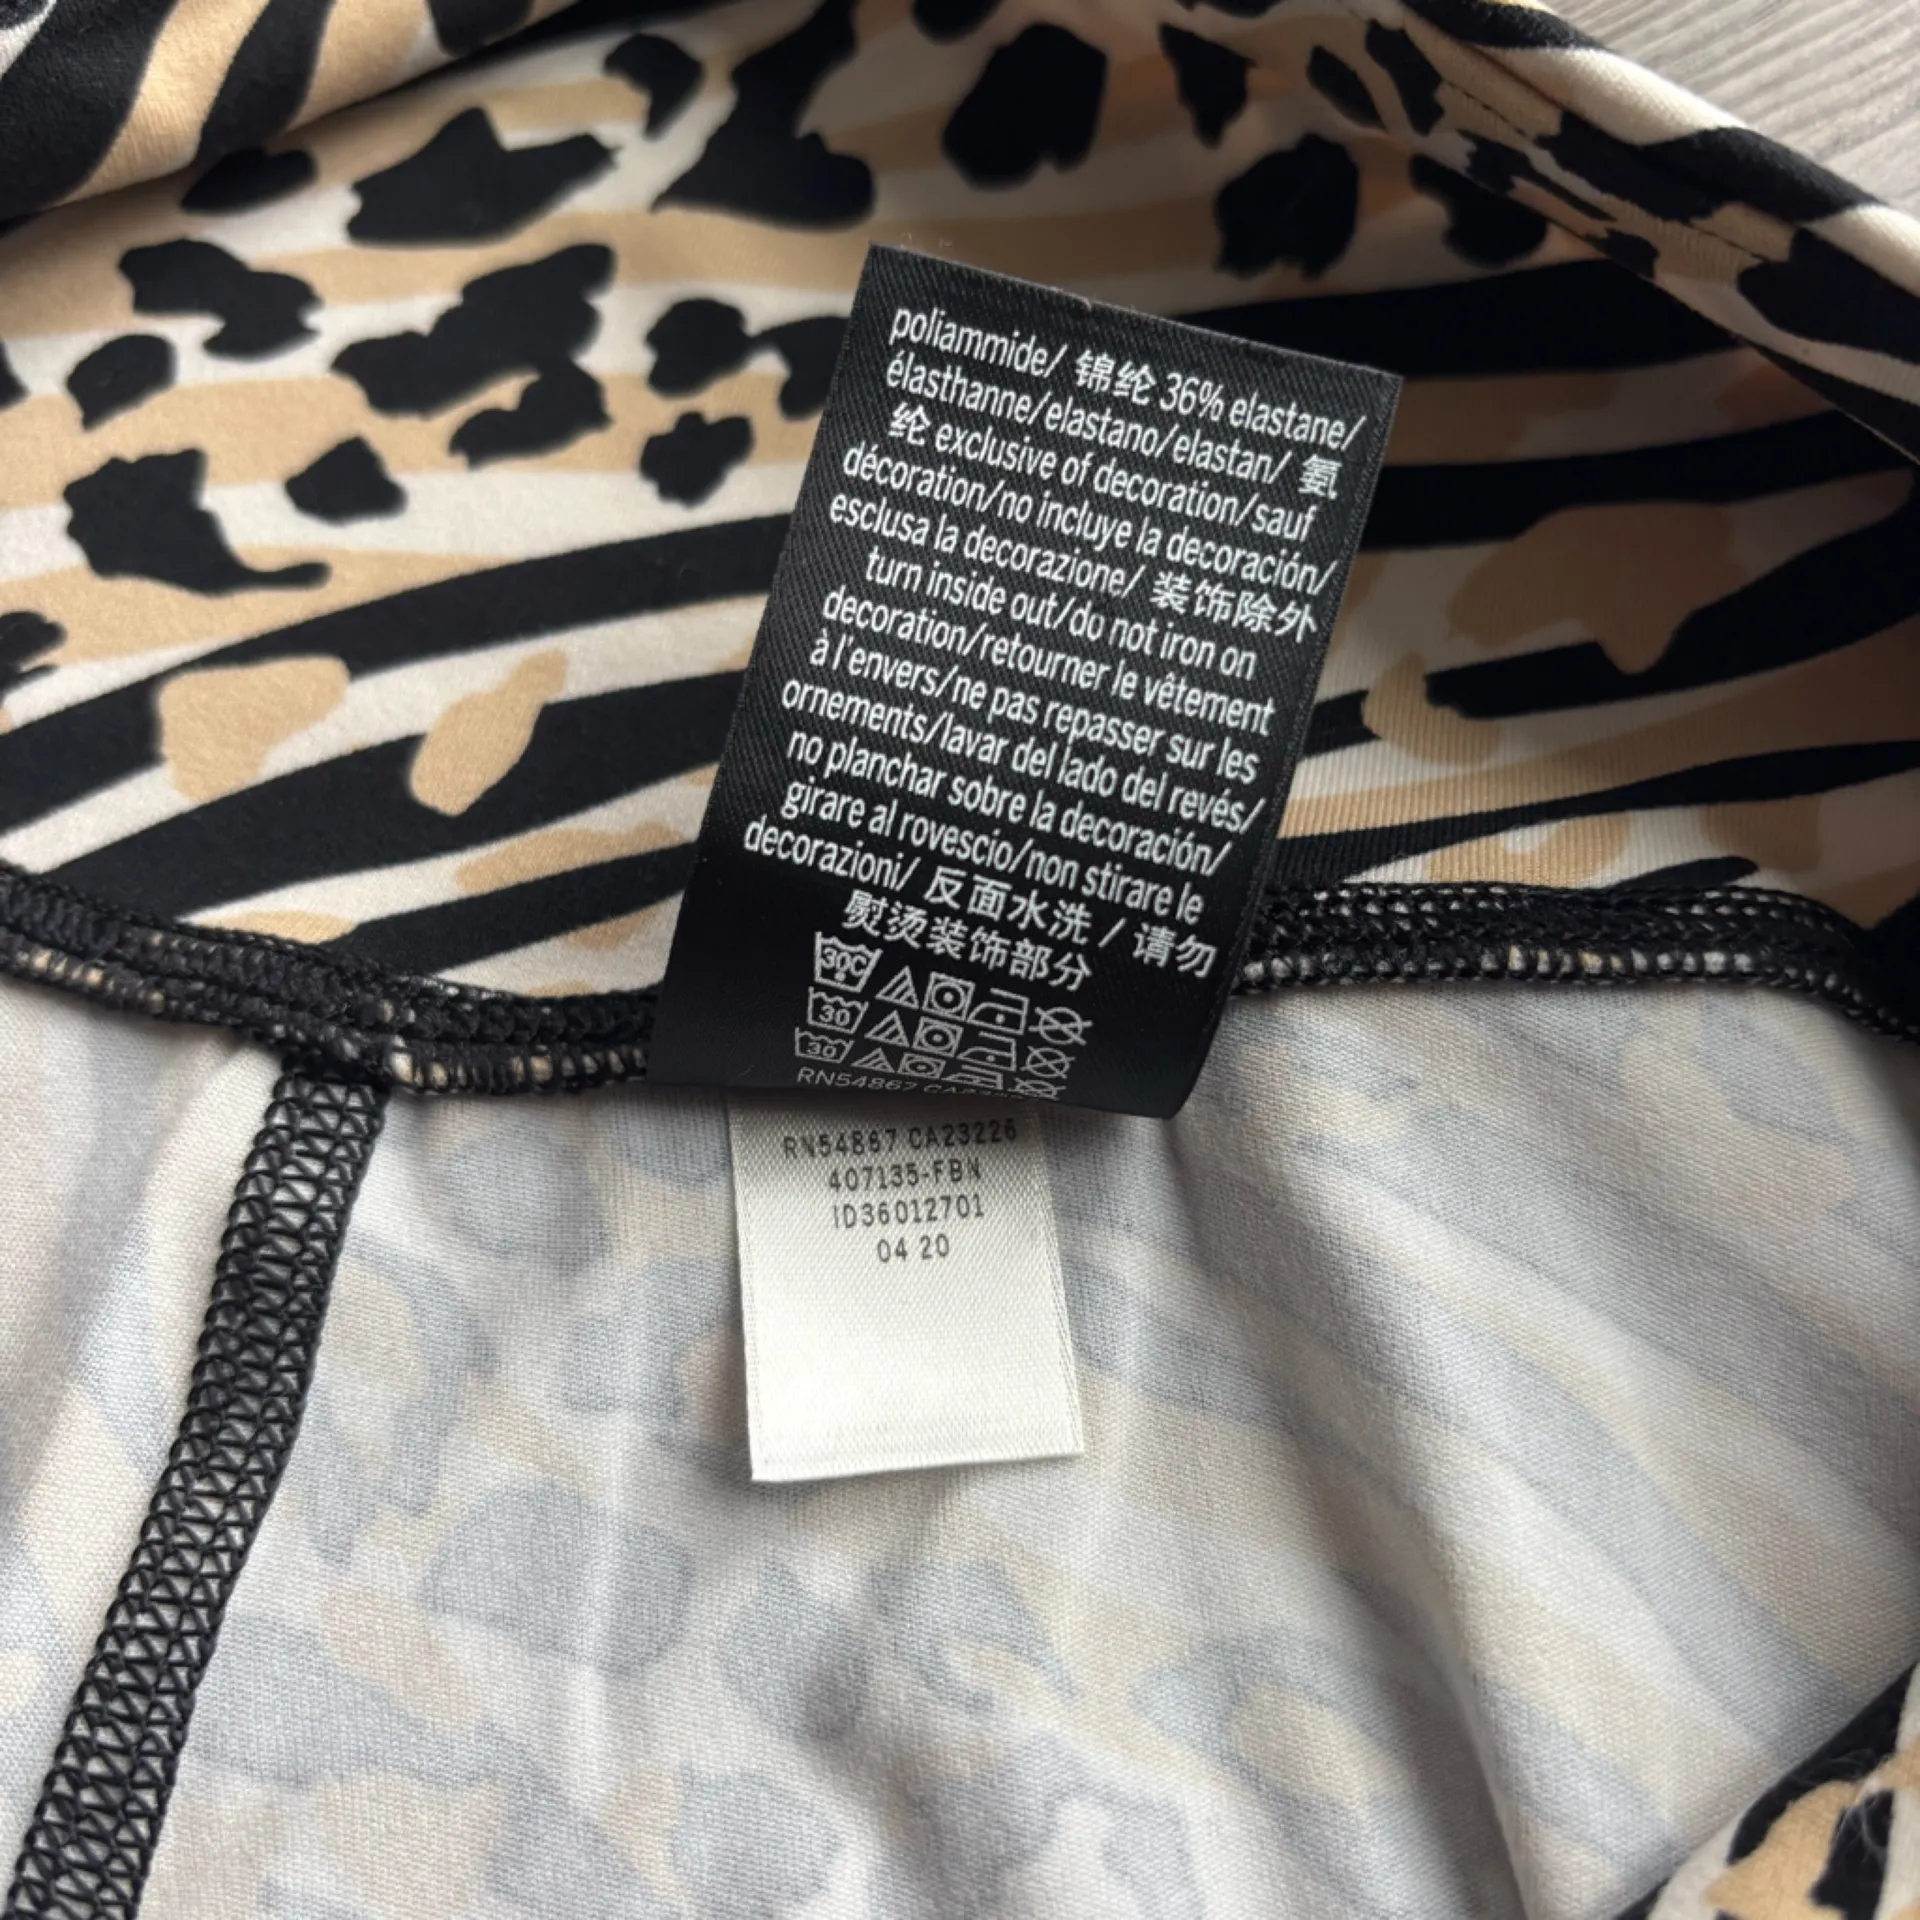 poliammide/ 锦纶 36% elastane/
élasthanne/elastano/elastan/ 氨
纶 exclusive of decoration/sauf
décoration/no incluye la decoración/
esclusa la decorazione/ 装饰除外
turn inside out/do not iron on
decoration/retourner le vêtement
à l'envers/ne pas repasser sur les
ornements/lavar del lado del revés/
no planchar sobre la decoración/
girare al rovescio/non stirare le
decorazioni/ 反面水洗 / 请勿
熨烫装饰部分
30C
30
30
RN54867
RN54867 CA23226
407135-FBN
ID36012701
04 20